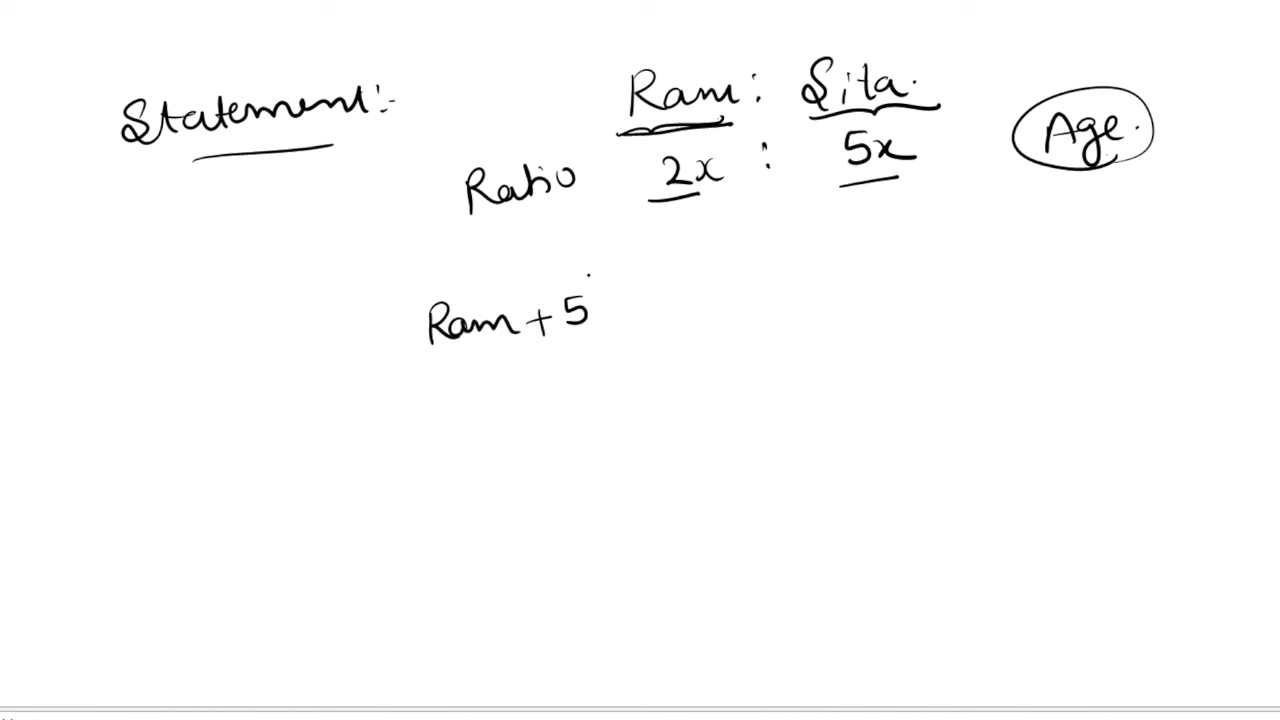 Statement:-
Ram : Sita.
Ratio 2x : 5x
Age.
Ram + 5